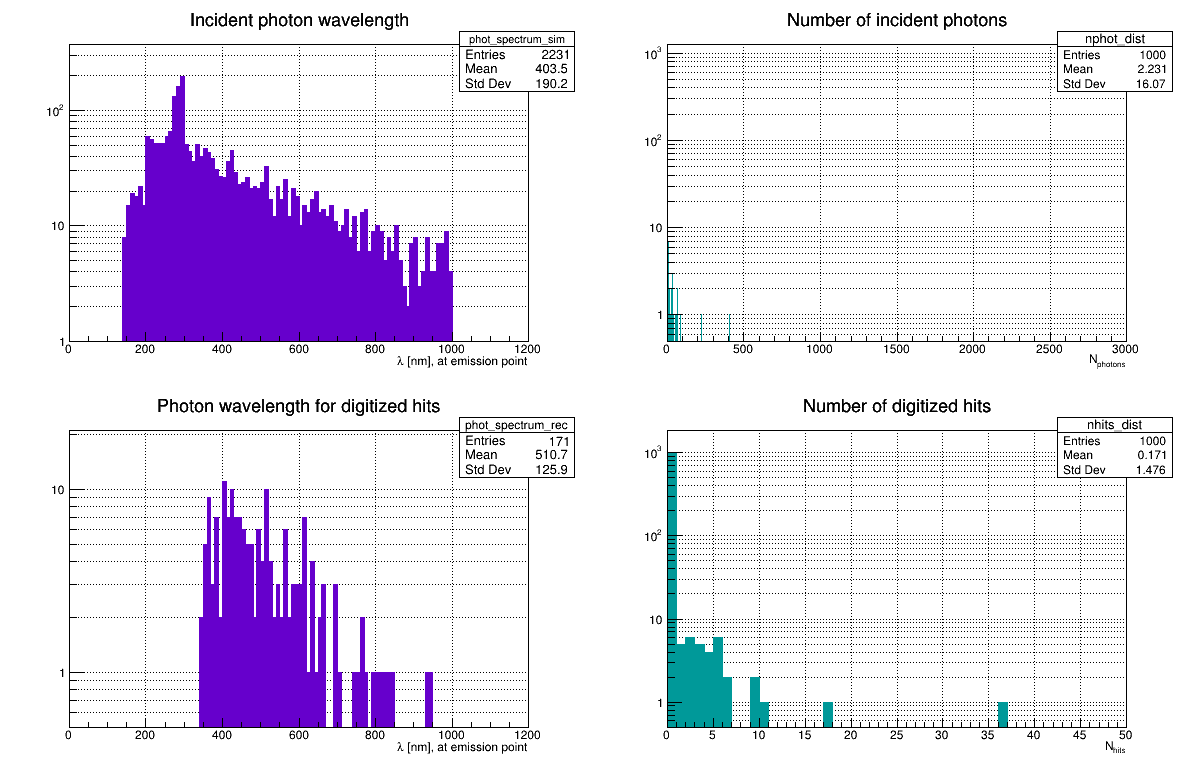 Incident photon wavelength
phot_spectrum_sim
Entries 2231
Mean 403.5
Std Dev 190.2
10²
10
1
0 200 400 600 800 1000 1200
λ [nm], at emission point
Number of incident photons
nphot_dist
Entries 1000
Mean 2.231
Std Dev 16.07
10³
10²
10
1
0 500 1000 1500 2000 2500 3000
Nphotons
Photon wavelength for digitized hits
phot_spectrum_rec
Entries 171
Mean 510.7
Std Dev 125.9
10
1
0 200 400 600 800 1000 1200
λ [nm], at emission point
Number of digitized hits
nhits_dist
Entries 1000
Mean 0.171
Std Dev 1.476
10³
10²
10
1
0 5 10 15 20 25 30 35 40 45 50
Nhits